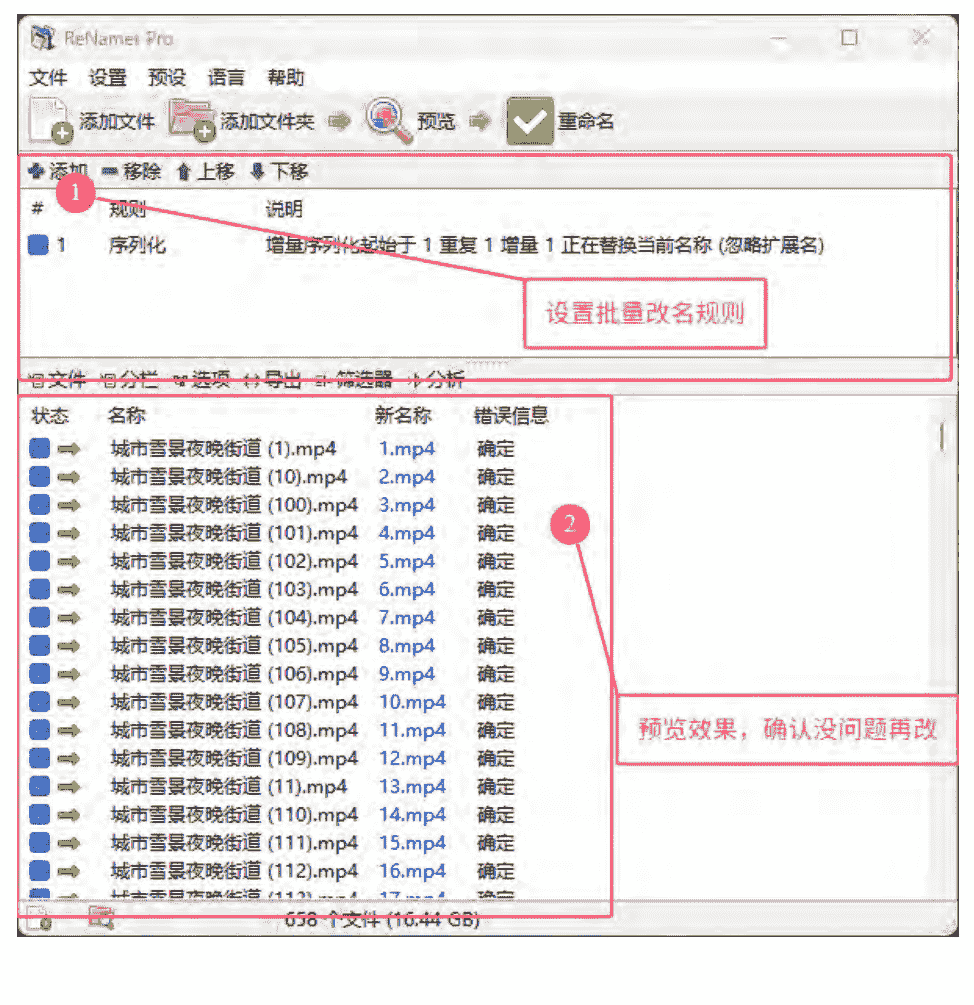 ReNamer Pro
文件 设置 预设 语言 帮助
添加文件 添加文件夹 预览 重命名
添加 移除 上移 下移
1
# 规则 说明
1 序列化 增量序列化起始于 1 重复 1 增量 1 正在替换当前名称 (忽略扩展名)
设置批量改名规则
文件 分栏 选项 导出 筛选器 分析
状态 名称 新名称 错误信息
城市雪景夜晚街道 (1).mp4 1.mp4 确定
城市雪景夜晚街道 (10).mp4 2.mp4 确定
城市雪景夜晚街道 (100).mp4 3.mp4 确定
2
城市雪景夜晚街道 (101).mp4 4.mp4 确定
城市雪景夜晚街道 (102).mp4 5.mp4 确定
城市雪景夜晚街道 (103).mp4 6.mp4 确定
城市雪景夜晚街道 (104).mp4 7.mp4 确定
城市雪景夜晚街道 (105).mp4 8.mp4 确定
城市雪景夜晚街道 (106).mp4 9.mp4 确定
城市雪景夜晚街道 (107).mp4 10.mp4 确定
城市雪景夜晚街道 (108).mp4 11.mp4 确定
预览效果，确认没问题再改
城市雪景夜晚街道 (109).mp4 12.mp4 确定
城市雪景夜晚街道 (11).mp4 13.mp4 确定
城市雪景夜晚街道 (110).mp4 14.mp4 确定
城市雪景夜晚街道 (111).mp4 15.mp4 确定
城市雪景夜晚街道 (112).mp4 16.mp4 确定
城市雪景夜晚街道 17.mp4 确定
个文件 (16.44 GB)